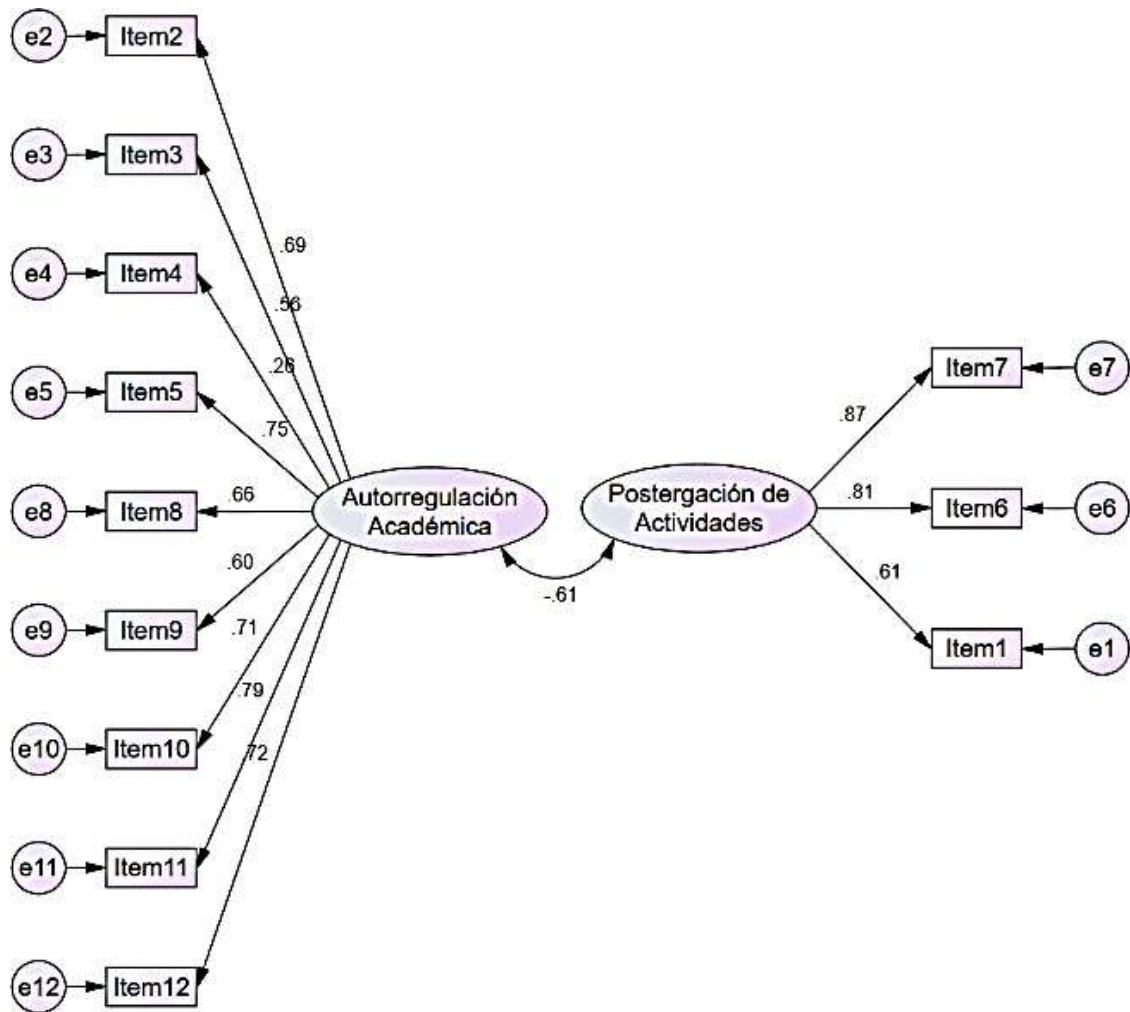 e2 Item2
e3 Item3
.69
e4 Item4
.56
.26
e5 Item5
e7 Item7
.75
.87
e8 Item8
.66
Autorregulación
Académica
Postergación de
Actividades
.81
Item6 e6
.60
.61
-.61
e9 Item9
.71
Item1 e1
.79
e10 Item10
.72
e11 Item11
e12 Item12